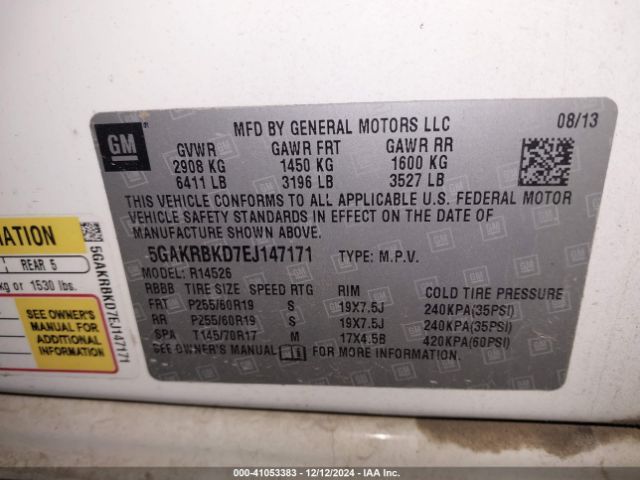 GM
MFD BY GENERAL MOTORS LLC
08/13
GVWR GAWR FRT GAWR RR
2908 KG 1450 KG 1600 KG
6411 LB 3196 LB 3527 LB
THIS VEHICLE CONFORMS TO ALL APPLICABLE U.S. FEDERAL MOTOR
VEHICLE SAFETY STANDARDS IN EFFECT ON THE DATE OF
MANUFACTURE SHOWN ABOVE.
5GAKRBKD7EJ147171 TYPE: M.P.V.
MODEL: R14526
RBBB TIRE SIZE SPEED RTG RIM COLD TIRE PRESSURE
FRT P255/60R19 S 19X7.5J 240KPA(35PSI)
RR P255/60R19 S 19X7.5J 240KPA(35PSI)
SPA T145/70R17 M 17X4.5B 420KPA(60PSI)
SEE OWNER'S MANUAL FOR MORE INFORMATION.
MATION
REAR 5
kg or 1530 lbs.
SEE OWNER'S
MANUAL FOR
ADDITIONAL
INFORMATION
5GAKRBKD7EJ147171
000-41053383 - 12/12/2024 - IAA Inc.